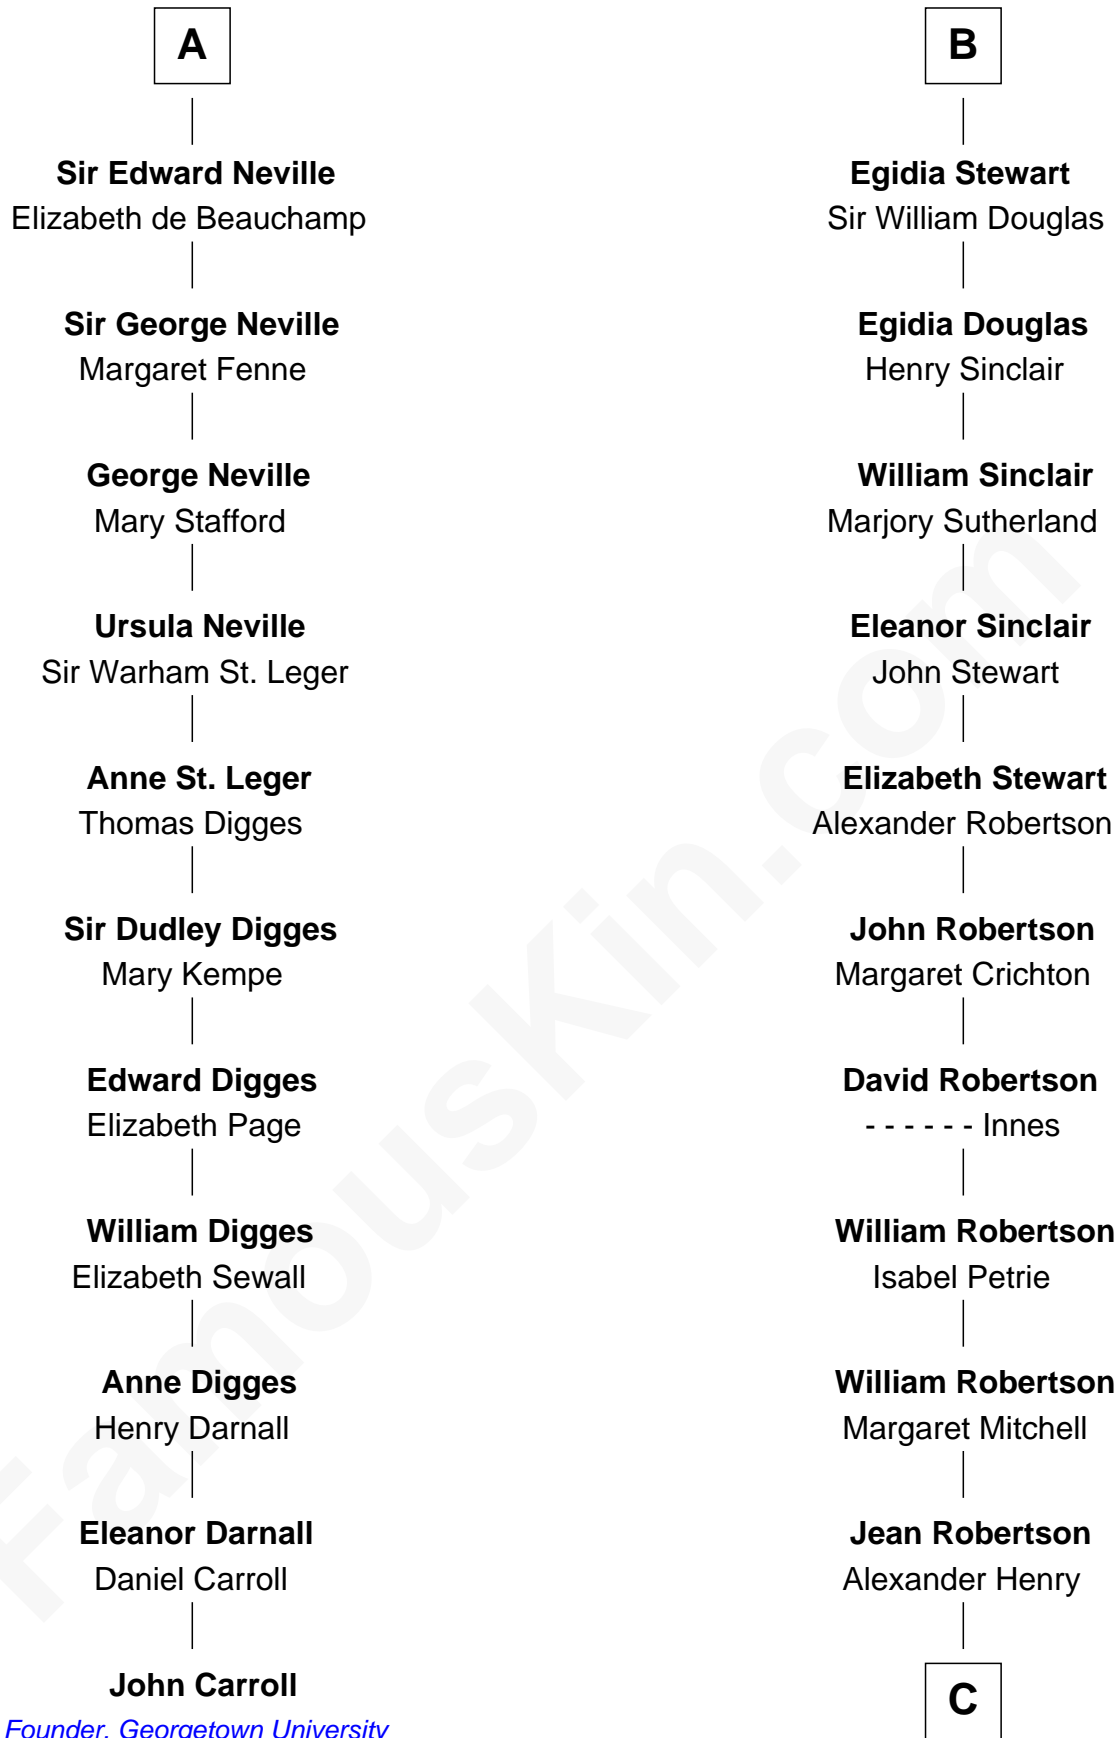 A
Sir Edward Neville
Elizabeth de Beauchamp
Sir George Neville
Margaret Fenne
George Neville
Mary Stafford
Ursula Neville
Sir Warham St. Leger
Anne St. Leger
Thomas Digges
Sir Dudley Digges
Mary Kempe
Edward Digges
Elizabeth Page
William Digges
Elizabeth Sewall
Anne Digges
Henry Darnall
Eleanor Darnall
Daniel Carroll
John Carroll
Founder, Georgetown University
B
Egidia Stewart
Sir William Douglas
Egidia Douglas
Henry Sinclair
William Sinclair
Marjory Sutherland
Eleanor Sinclair
John Stewart
Elizabeth Stewart
Alexander Robertson
John Robertson
Margaret Crichton
David Robertson
- - - - - - Innes
William Robertson
Isabel Petrie
William Robertson
Margaret Mitchell
Jean Robertson
Alexander Henry
C
FamousKin.com